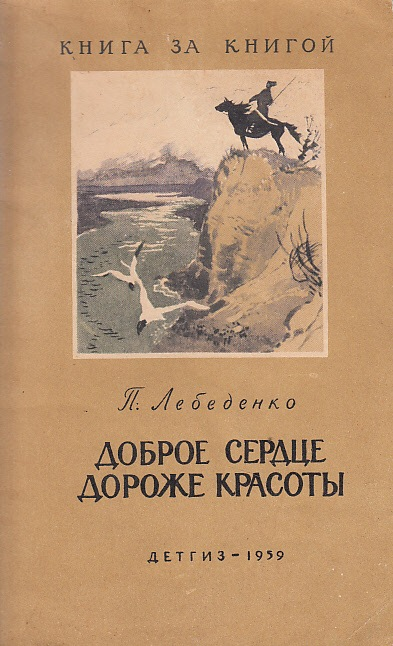 КНИГА ЗА КНИГОЙ
П. Лебеденко
ДОБРОЕ СЕРДЦЕ
ДОРОЖЕ КРАСОТЫ
ДЕТГИЗ–1959